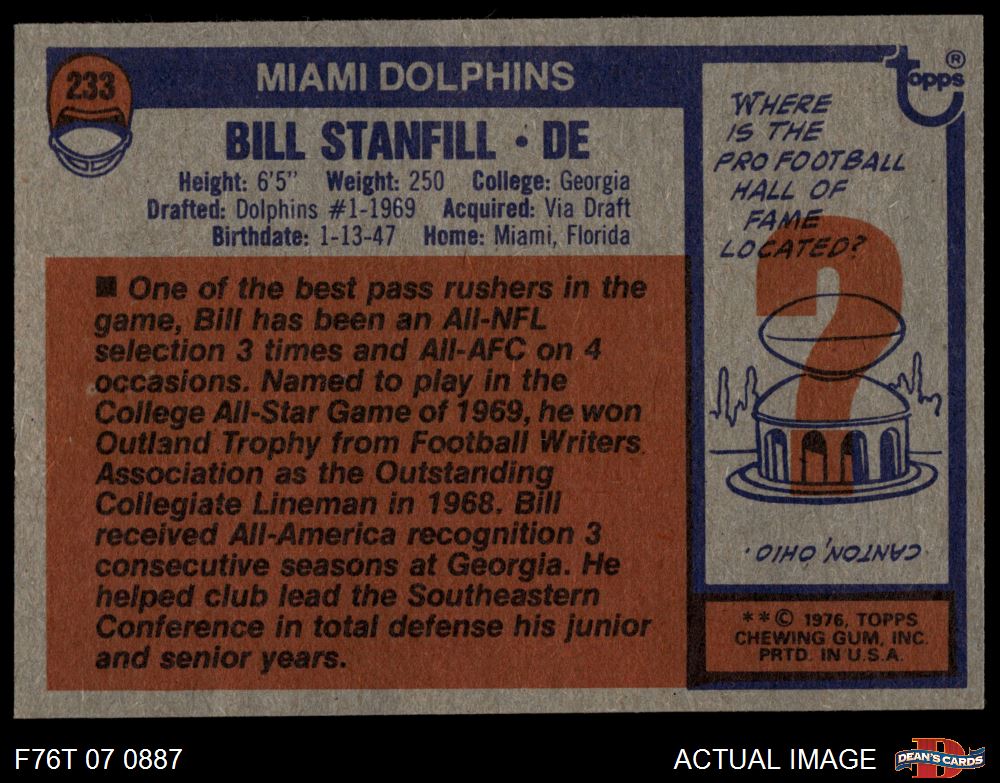 233
MIAMI DOLPHINS
BILL STANFILL • DE
Height: 6'5" Weight: 250 College: Georgia
Drafted: Dolphins #1-1969 Acquired: Via Draft
Birthdate: 1-13-47 Home: Miami, Florida
■ One of the best pass rushers in the
game, Bill has been an All-NFL
selection 3 times and All-AFC on 4
occasions. Named to play in the
College All-Star Game of 1969, he won
Outland Trophy from Football Writers
Association as the Outstanding
Collegiate Lineman in 1968. Bill
received All-America recognition 3
consecutive seasons at Georgia. He
helped club lead the Southeastern
Conference in total defense his junior
and senior years.
Topps ®
WHERE
IS THE
PRO FOOTBALL
HALL OF
FAME
LOCATED?
?
CANTON, OHIO.
**© 1976, TOPPS
CHEWING GUM, INC.
PRTD. IN U.S.A.
F76T 07 0887
ACTUAL IMAGE
D
DEAN'S CARDS